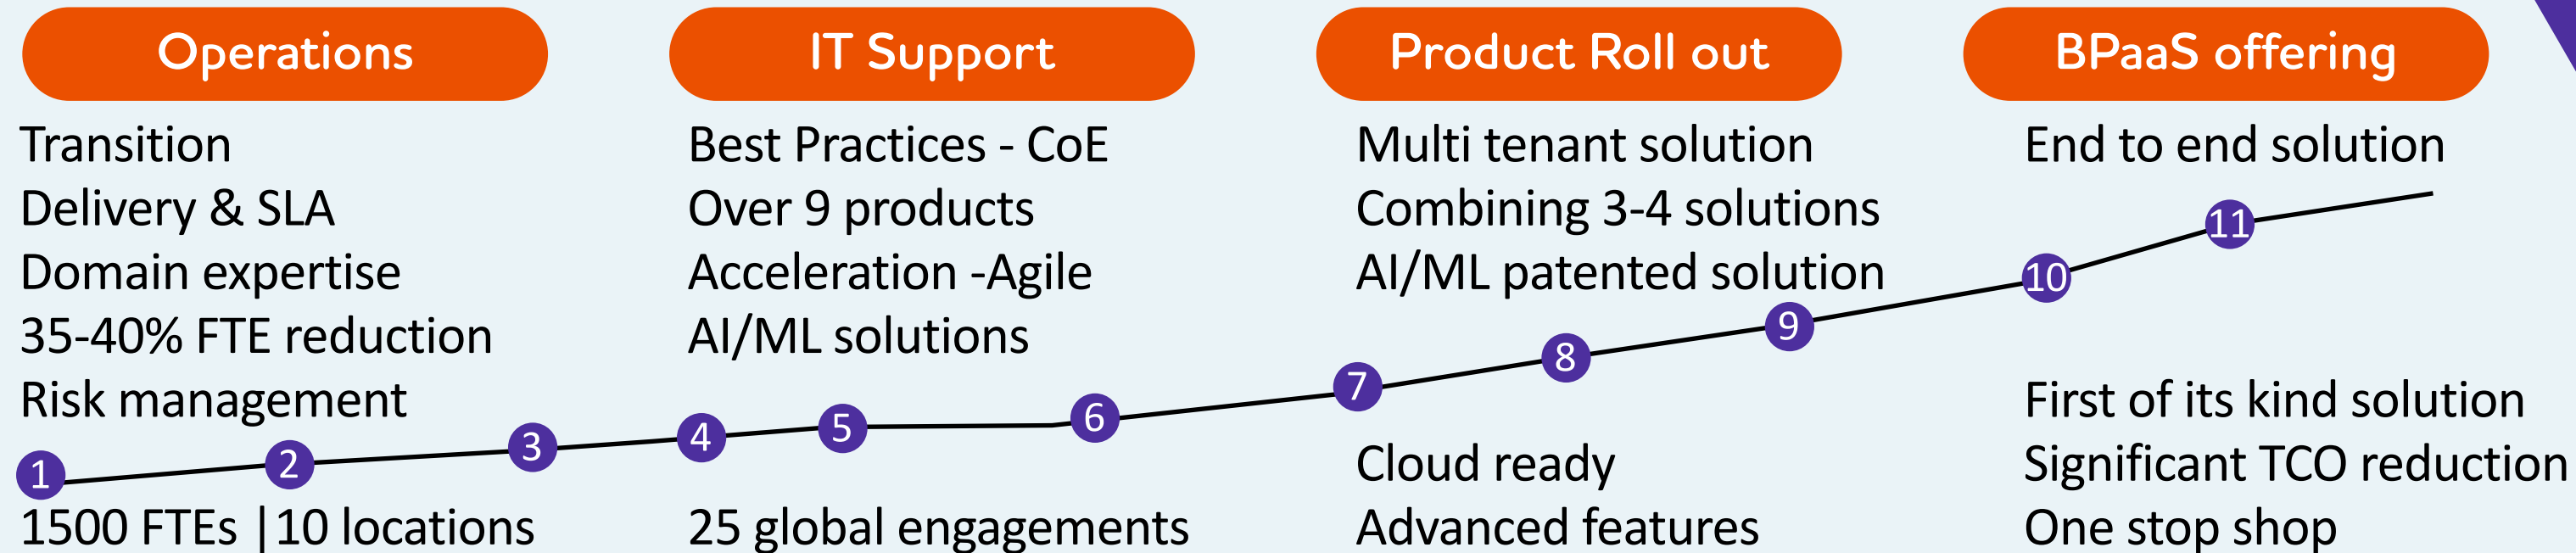 Operations
Transition
Delivery & SLA
Domain expertise
35-40% FTE reduction
Risk management
1500 FTEs |10 locations
IT Support
Best Practices - CoE
Over 9 products
Acceleration -Agile
AI/ML solutions
25 global engagements
Product Roll out
Multi tenant solution
Combining 3-4 solutions
AI/ML patented solution
Cloud ready
Advanced features
BPaaS offering
End to end solution
First of its kind solution
Significant TCO reduction
One stop shop
1
2
3
4
5
6
7
8
9
10
11